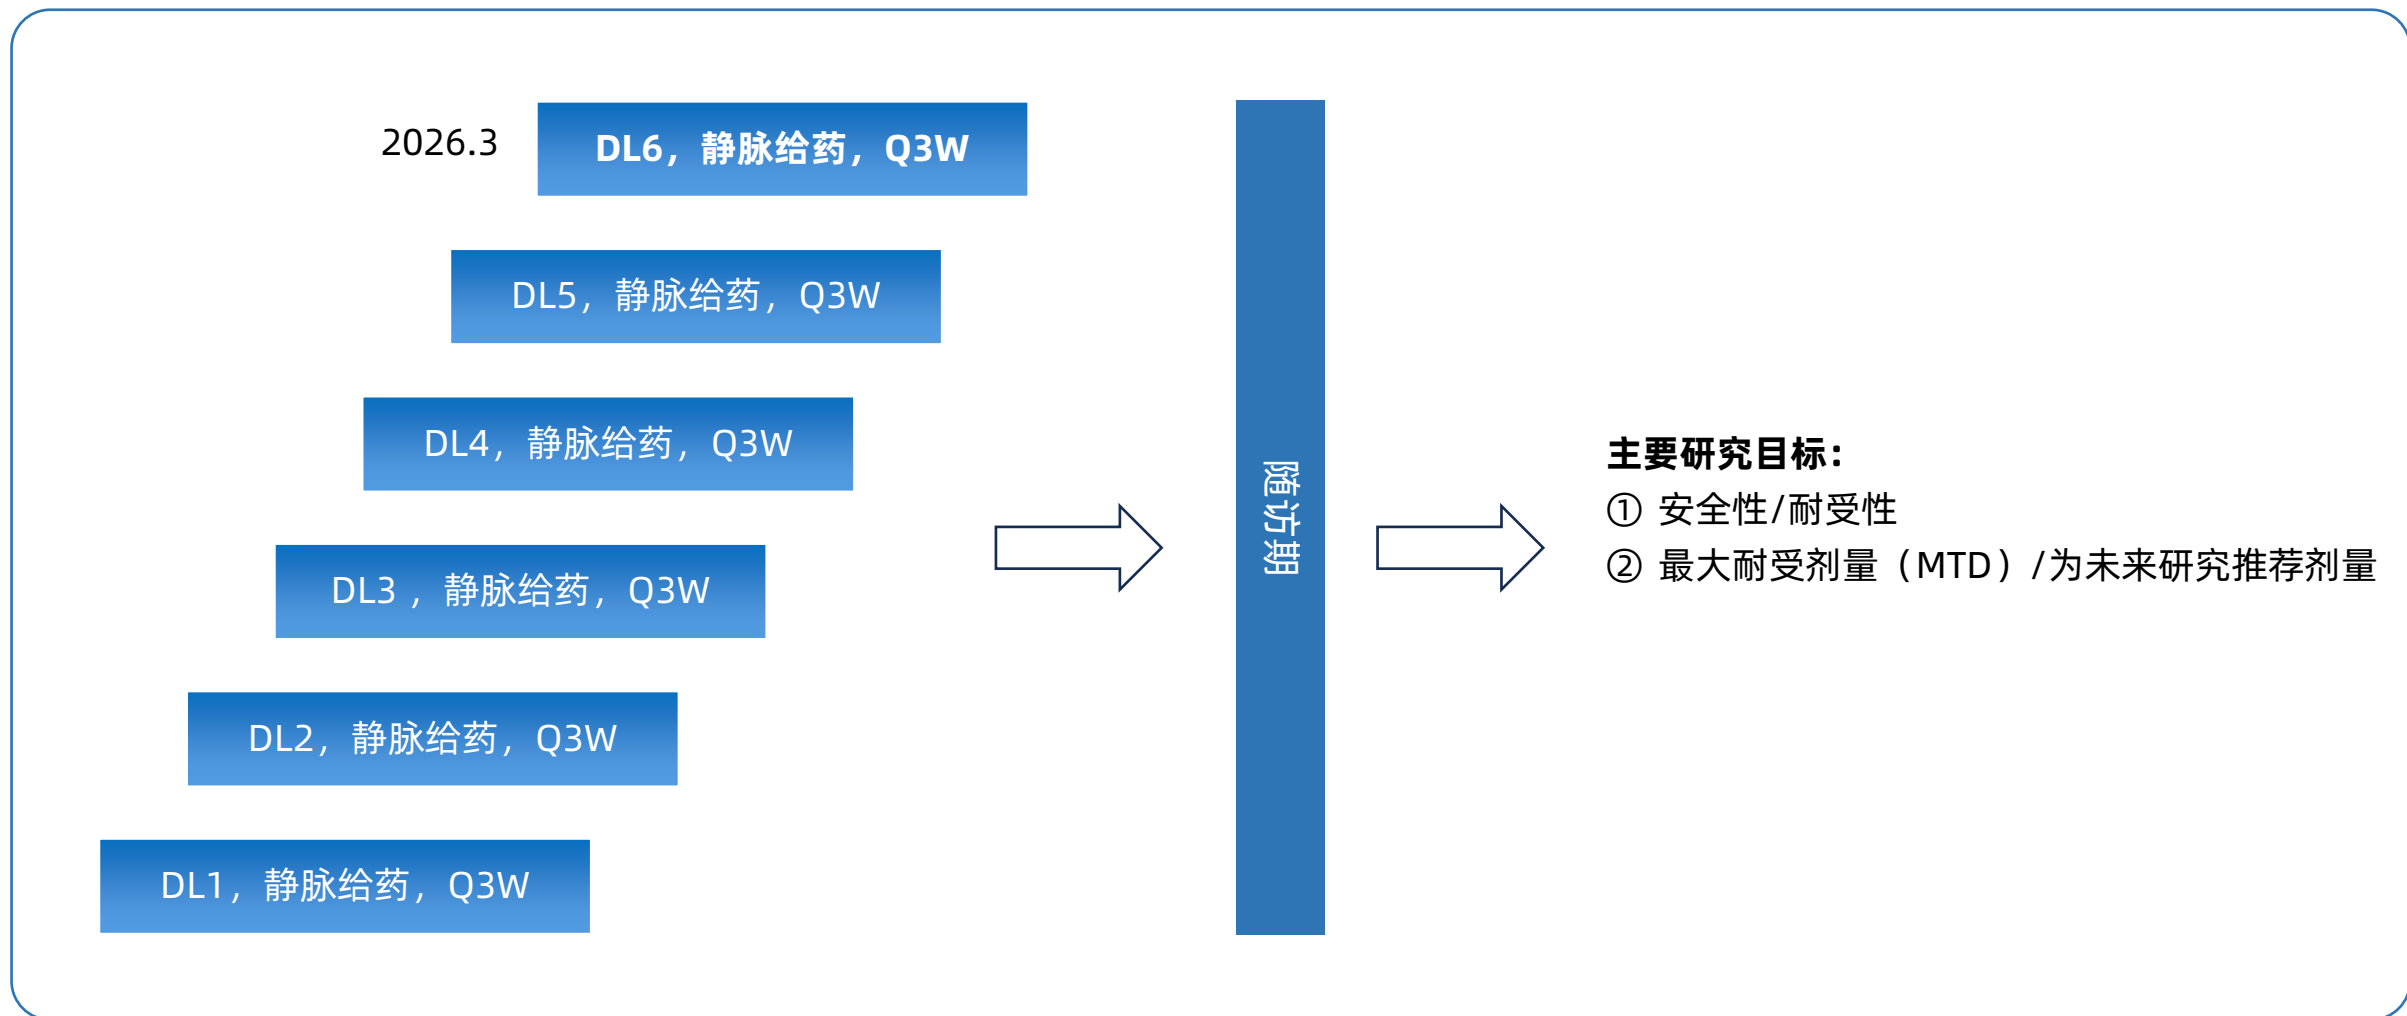 2026.3
DL6，静脉给药，Q3W
DL5，静脉给药，Q3W
DL4，静脉给药，Q3W
DL3 ，静脉给药，Q3W
DL2，静脉给药，Q3W
DL1，静脉给药，Q3W
随访期
主要研究目标：
① 安全性/耐受性
② 最大耐受剂量（MTD）/为未来研究推荐剂量